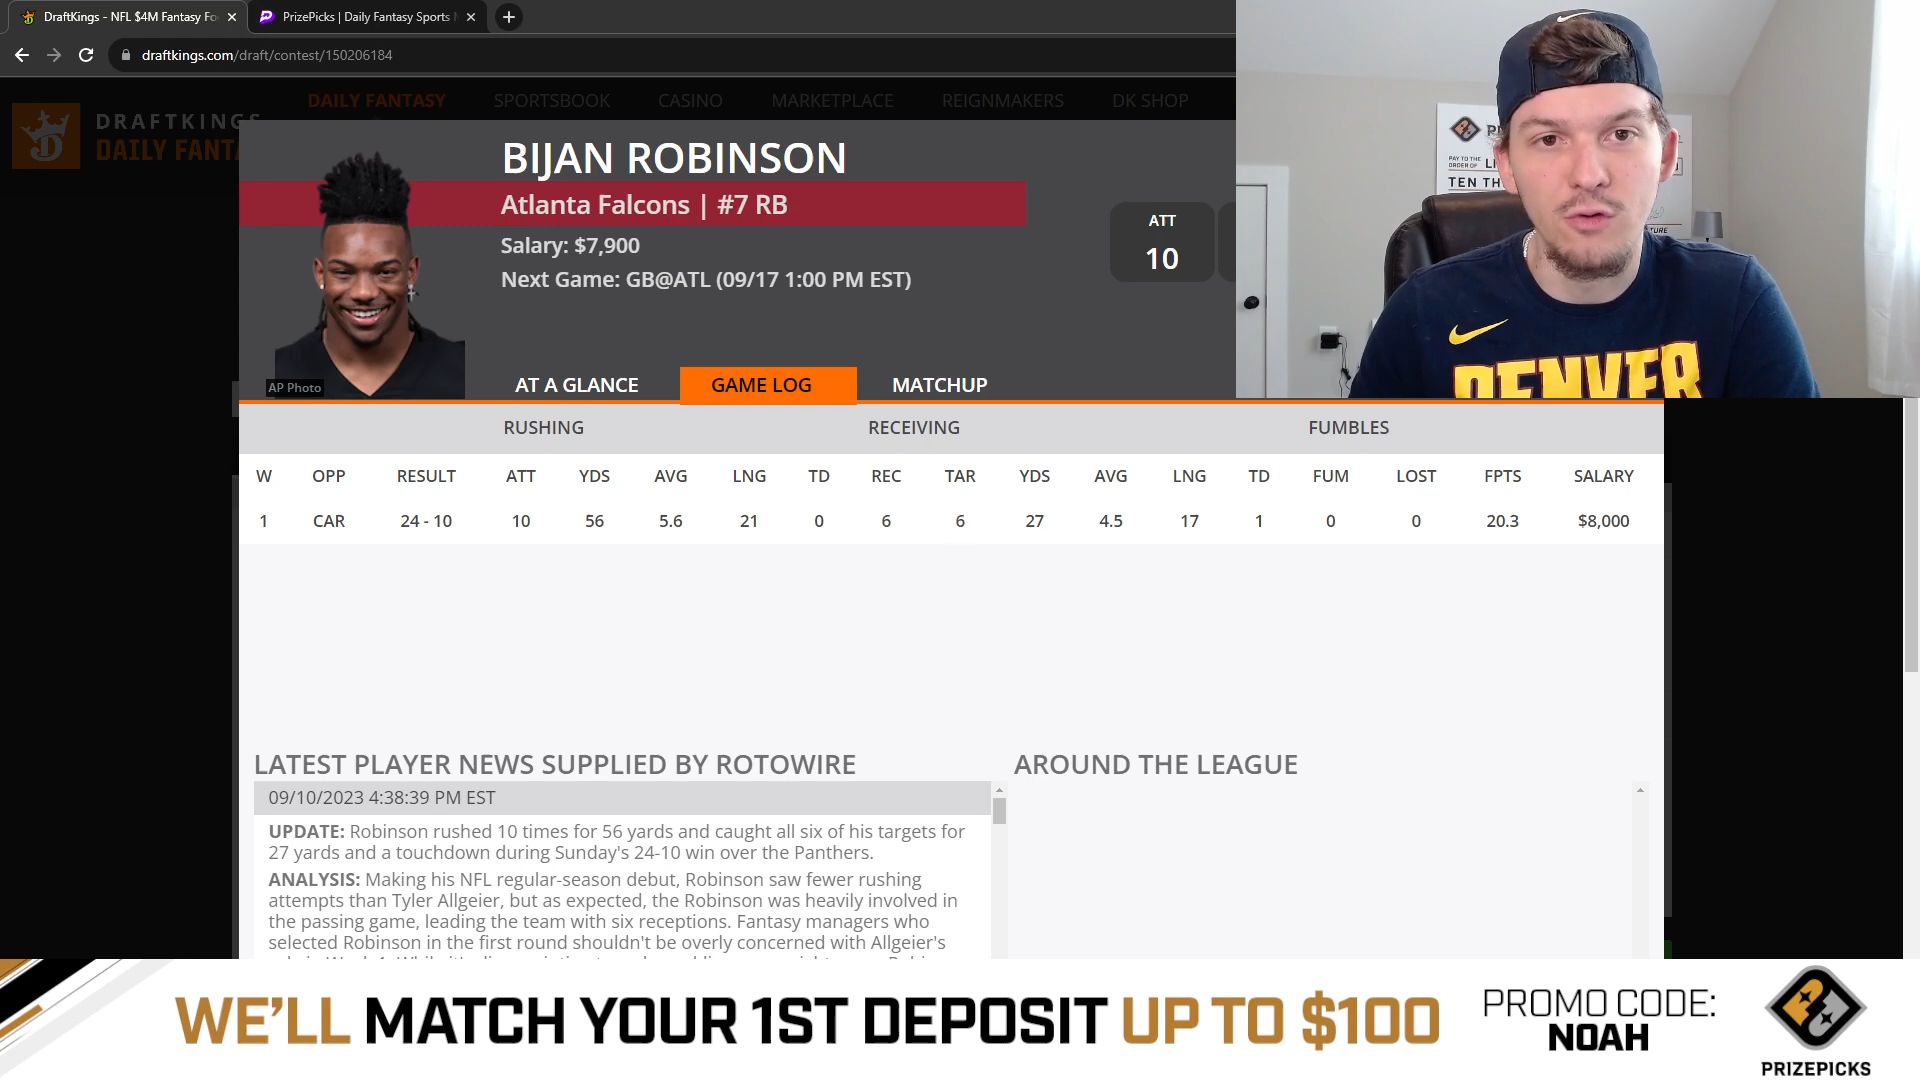 DraftKings - NFL $4M Fantasy Fo
PrizePicks | Daily Fantasy Sports
draftkings.com/draft/contest/150206184
DAILY FANTASY
SPORTSBOOK
CASINO
MARKETPLACE
REIGNMAKERS
DK SHOP
DRAFTKINGS
DAILY FANTA
BIJAN ROBINSON
Atlanta Falcons | #7 RB
Salary: $7,900
Next Game: GB@ATL (09/17 1:00 PM EST)
ATT
10
AP Photo
PAY TO THE
ORDER OF
TEN TH
DENVER
AT A GLANCE
GAME LOG
MATCHUP
RUSHING RECEIVING FUMBLES
W OPP RESULT ATT YDS AVG LNG TD REC TAR YDS AVG LNG TD FUM LOST FPTS SALARY
1 CAR 24 - 10 10 56 5.6 21 0 6 6 27 4.5 17 1 0 0 20.3 $8,000
LATEST PLAYER NEWS SUPPLIED BY ROTOWIRE
09/10/2023 4:38:39 PM EST
UPDATE: Robinson rushed 10 times for 56 yards and caught all six of his targets for
27 yards and a touchdown during Sunday's 24-10 win over the Panthers.
ANALYSIS: Making his NFL regular-season debut, Robinson saw fewer rushing
attempts than Tyler Allgeier, but as expected, the Robinson was heavily involved in
the passing game, leading the team with six receptions. Fantasy managers who
selected Robinson in the first round shouldn't be overly concerned with Allgeier's
AROUND THE LEAGUE
WE'LL MATCH YOUR 1ST DEPOSIT UP TO $100
PROMO CODE:
NOAH
PRIZEPICKS